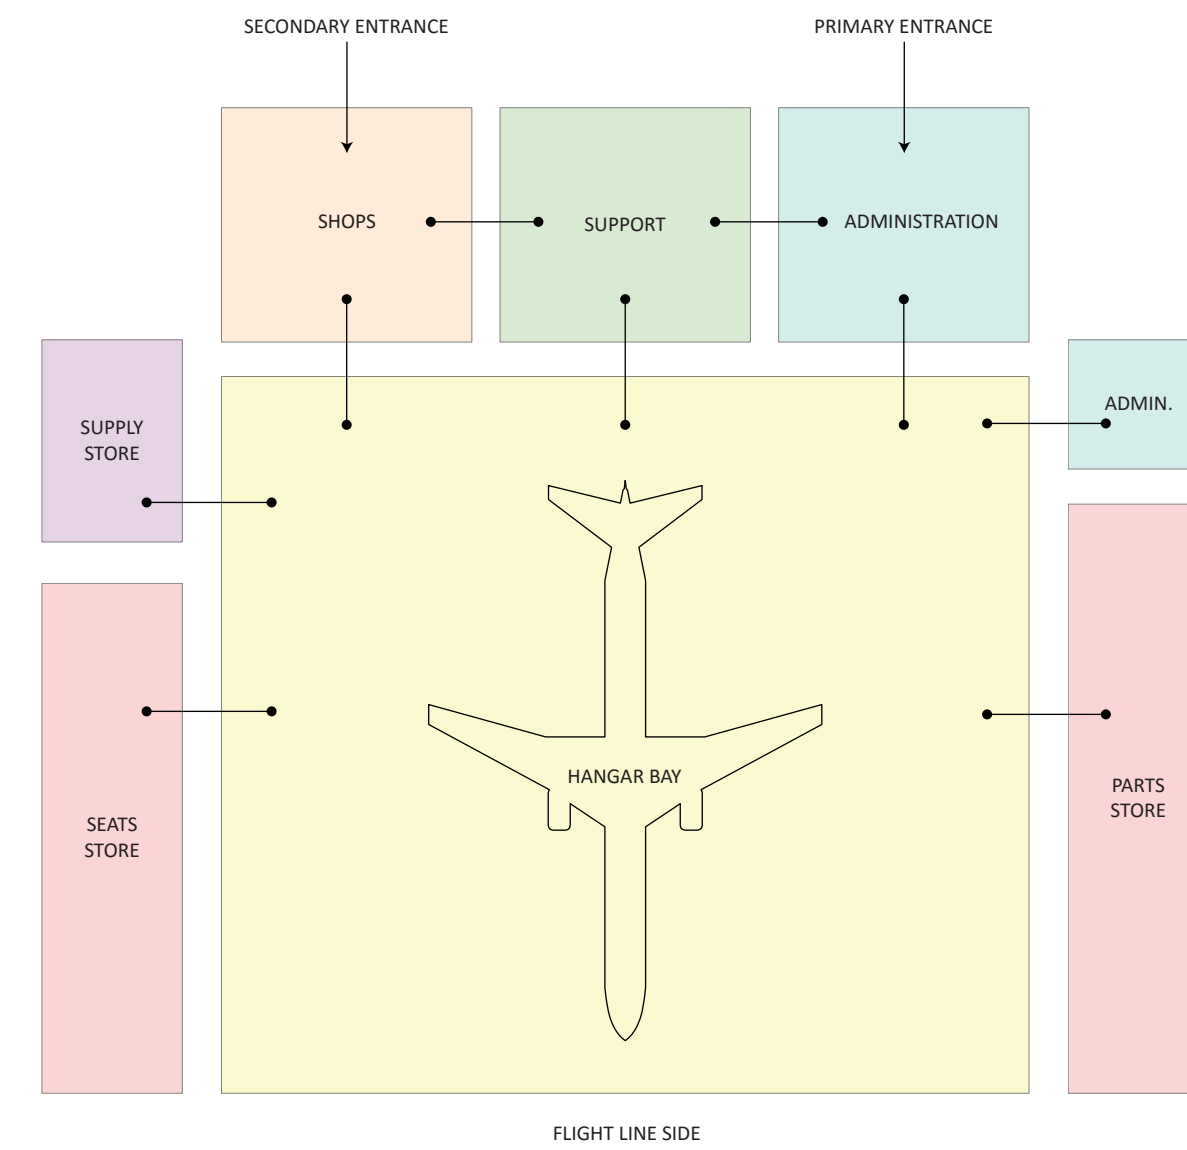 SECONDARY ENTRANCE
PRIMARY ENTRANCE
SHOPS
SUPPORT
ADMINISTRATION
SUPPLY
STORE
ADMIN.
HANGAR BAY
SEATS
STORE
PARTS
STORE
FLIGHT LINE SIDE